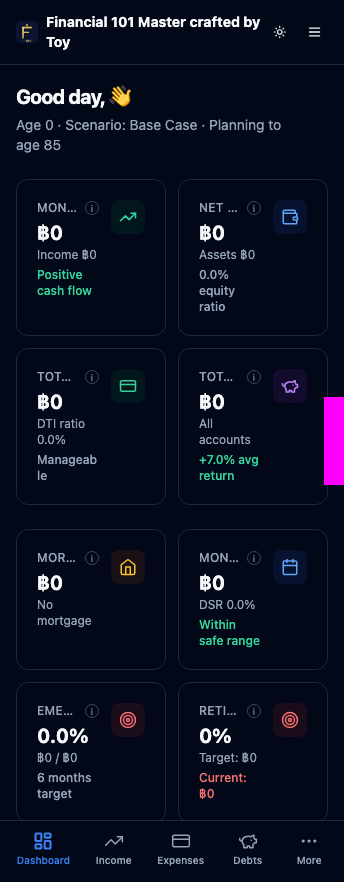 Financial 101 Master crafted by
Toy
Good day, 👋
Age 0 · Scenario: Base Case · Planning to
age 85
MON...
฿0
Income ฿0
Positive
cash flow
NET ...
฿0
Assets ฿0
0.0%
equity
ratio
TOT...
฿0
DTI ratio
0.0%
Manageab
le
TOT...
฿0
All
accounts
+7.0% avg
return
MOR...
฿0
No
mortgage
MON...
฿0
DSR 0.0%
Within
safe range
EME...
0.0%
฿0 / ฿0
6 months
target
RETI...
0%
Target: ฿0
Current:
฿0
Dashboard
Income
Expenses
Debts
More